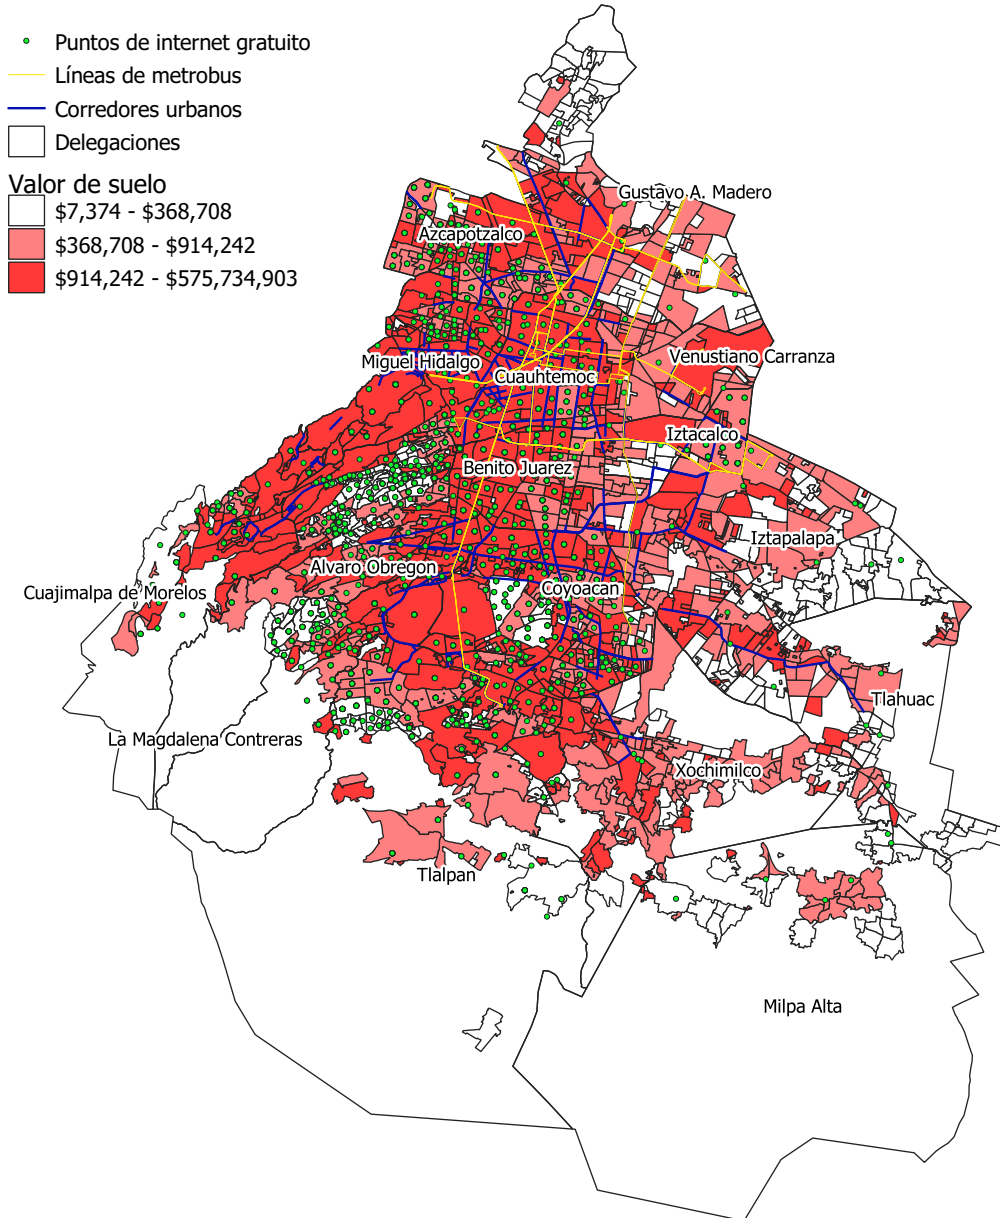 Puntos de internet gratuito
Líneas de metrobus
Corredores urbanos
Delegaciones
Valor de suelo
$7,374 - $368,708
$368,708 - $914,242
$914,242 - $575,734,903
Gustavo A. Madero
Azcapotzalco
Miguel Hidalgo
Venustiano Carranza
Cuauhtemoc
Iztacalco
Benito Juarez
Iztapalapa
Alvaro Obregon
Cuajimalpa de Morelos
Coyoacan
Tlahuac
La Magdalena Contreras
Xochimilco
Tlalpan
Milpa Alta